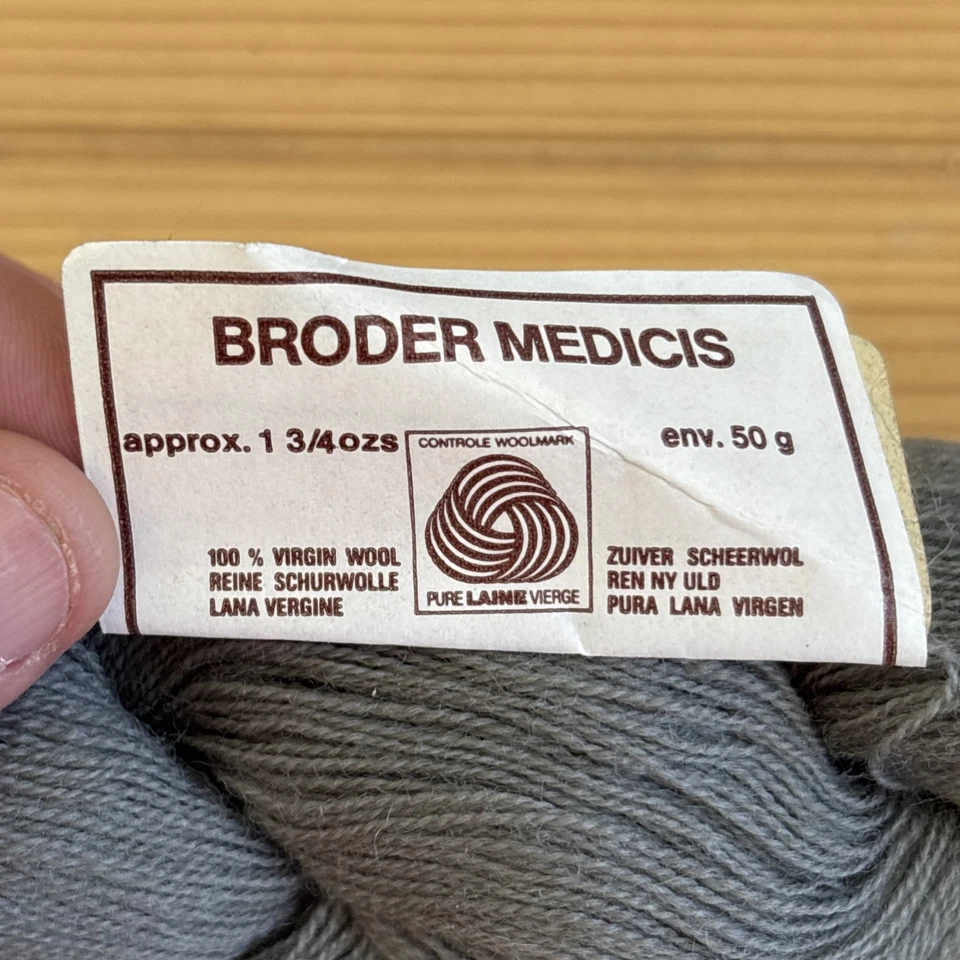 BRODER MEDICIS
approx. 1 3/4ozs
env. 50 g
CONTROLE WOOLMARK
PURE LAINE VIERGE
100 % VIRGIN WOOL
REINE SCHURWOLLE
LANA VERGINE
ZUIVER SCHEERWOL
REN NY ULD
PURA LANA VIRGEN